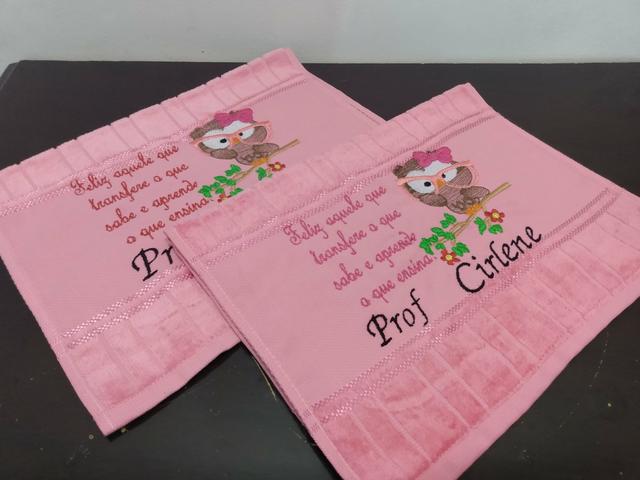 Feliz aquele que
transfere o que
sabe e aprende
o que ensina.
Pr
Feliz aquele que
transfere o que
sabe e aprende
o que ensina.
Prof Cirlene